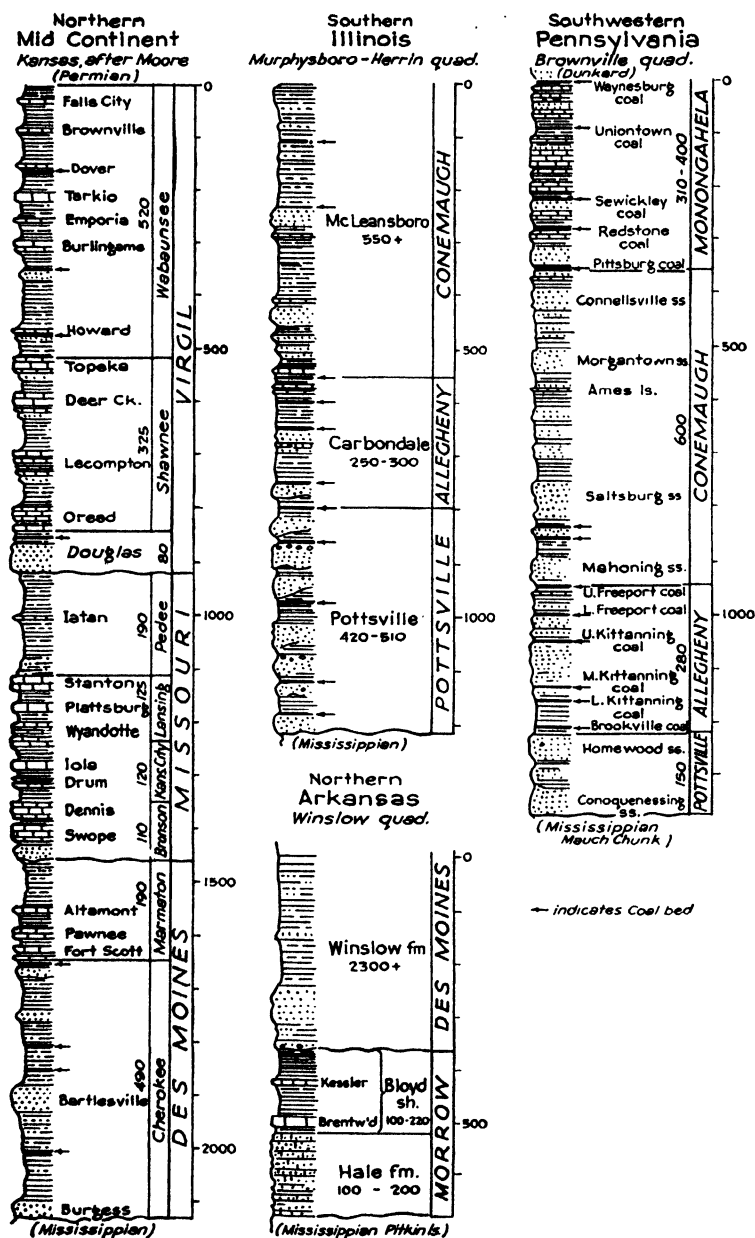 Northern
Mid Continent
Kansas, after Moore
(Permian)
Falls City
Brownville
Dover
Tarkio
Emporia
Burlingame
Howard
Topeka
Deer Ck.
Lecompton
Oread
Douglas
Iatan
Stanton
Plattsburg
Wyandotte
Iola
Drum
Dennis
Swope
Altamont
Pawnee
Fort Scott
Bartlesville
Burgess
(Mississippian)
520
Wabaunsee
325
Shawnee
80
190
Pedee
125
Lansing
120
Kans City
110
Bronson
190
Marmaton
490
Cherokee
VIRGIL
MISSOURI
DES MOINES
0
500
1000
1500
2000
Southern
Illinois
Murphysboro-Herrin quad.
McLeansboro
550+
Carbondale
250-300
Pottsville
420-510
(Mississippian)
CONEMAUGH
ALLEGHENY
POTTSVILLE
0
500
1000
Northern
Arkansas
Winslow quad.
Winslow fm
2300+
Kessler
Brentw'd
Bloyd
sh.
100-220
Hale fm.
100 - 200
(Mississippian Pitkin ls.)
DES MOINES
MORROW
0
500
Southwestern
Pennsylvania
Brownville quad.
(Dunkard)
Waynesburg
coal
Uniontown
coal
Sewickley
coal
Redstone
coal
Pittsburg coal
Connellsville ss
Morgantown ss
Ames ls.
Saltsburg ss
Mahoning ss.
U. Freeport coal
L. Freeport coal
U. Kittanning
coal
M. Kittanning
coal
L. Kittanning
coal
Brookville coal
Homewood ss.
Conoquenessing
ss.
(Mississippian
Mauch Chunk)
310-400
600
280
150
MONONGAHELA
CONEMAUGH
ALLEGHENY
POTTSVILLE
0
500
1000
← indicates Coal bed